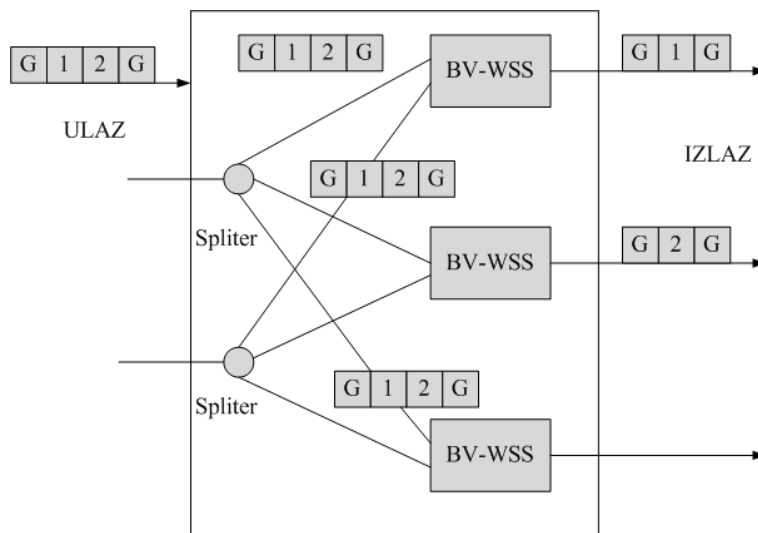 G 1 2 G
G 1 2 G
BV-WSS
G 1 G
ULAZ
IZLAZ
G 1 2 G
Spliter
BV-WSS
G 2 G
G 1 2 G
Spliter
BV-WSS